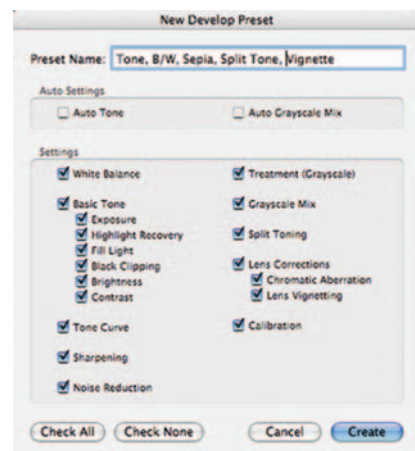 New Develop Preset
Preset Name: Tone, B/W, Sepia, Split Tone, Vignette
Auto Settings
Auto Tone
Auto Grayscale Mix
Settings
White Balance
Treatment (Grayscale)
Basic Tone
Grayscale Mix
Exposure
Highlight Recovery
Split Toning
Fill Light
Black Clipping
Lens Corrections
Brightness
Chromatic Aberration
Contrast
Lens Vignetting
Tone Curve
Calibration
Sharpening
Noise Reduction
Check All Check None Cancel Create